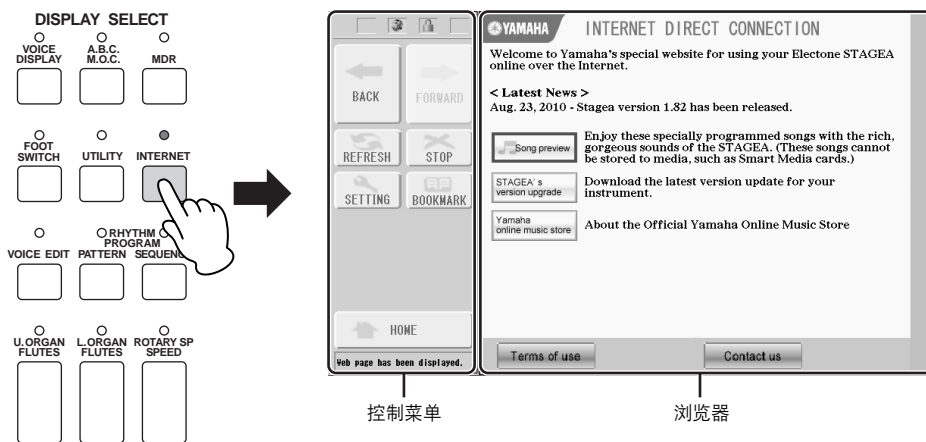 DISPLAY SELECT
VOICE
DISPLAY
A.B.C.
M.O.C.
MDR
FOOT
SWITCH
UTILITY
INTERNET
RHYTHM
PROGRAM
VOICE EDIT
PATTERN
SEQUENC
U.ORGAN
FLUTES
L.ORGAN
FLUTES
ROTARY SP
SPEED
BACK
FORWARD
REFRESH
STOP
SETTING
BOOKMARK
HOME
Web page has been displayed.
YAMAHA
INTERNET DIRECT CONNECTION
Welcome to Yamaha's special website for using your Electone STAGEA
online over the Internet.
< Latest News >
Aug. 23, 2010 - Stagea version 1.82 has been released.
Song preview
Enjoy these specially programmed songs with the rich,
gorgeous sounds of the STAGEA. (These songs cannot
be stored to media, such as Smart Media cards.)
STAGEA's
version upgrade
Download the latest version update for your
instrument.
Yamaha
online music store
About the Official Yamaha Online Music Store
Terms of use
Contact us
控制菜单
浏览器